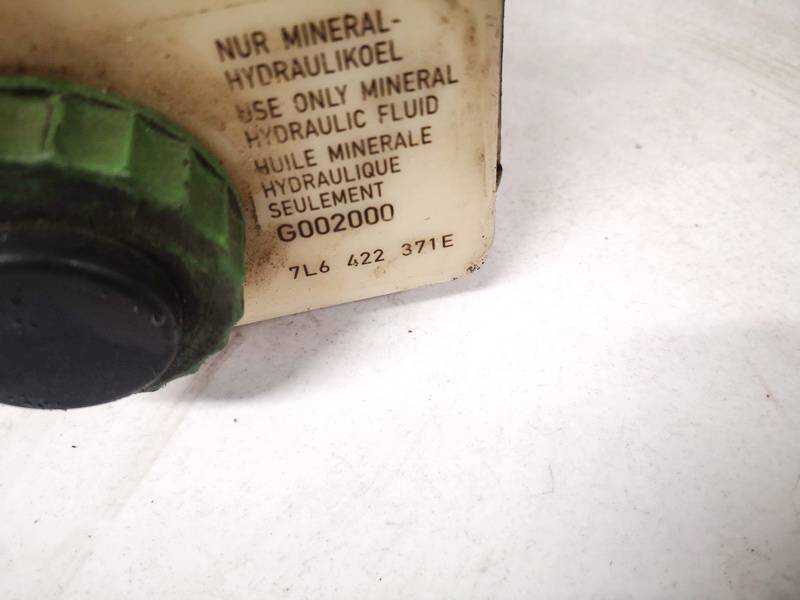 NUR MINERAL-
HYDRAULIKOEL
USE ONLY MINERAL
HYDRAULIC FLUID
HUILE MINERALE
HYDRAULIQUE
SEULEMENT
G002000
7L6 422 371E